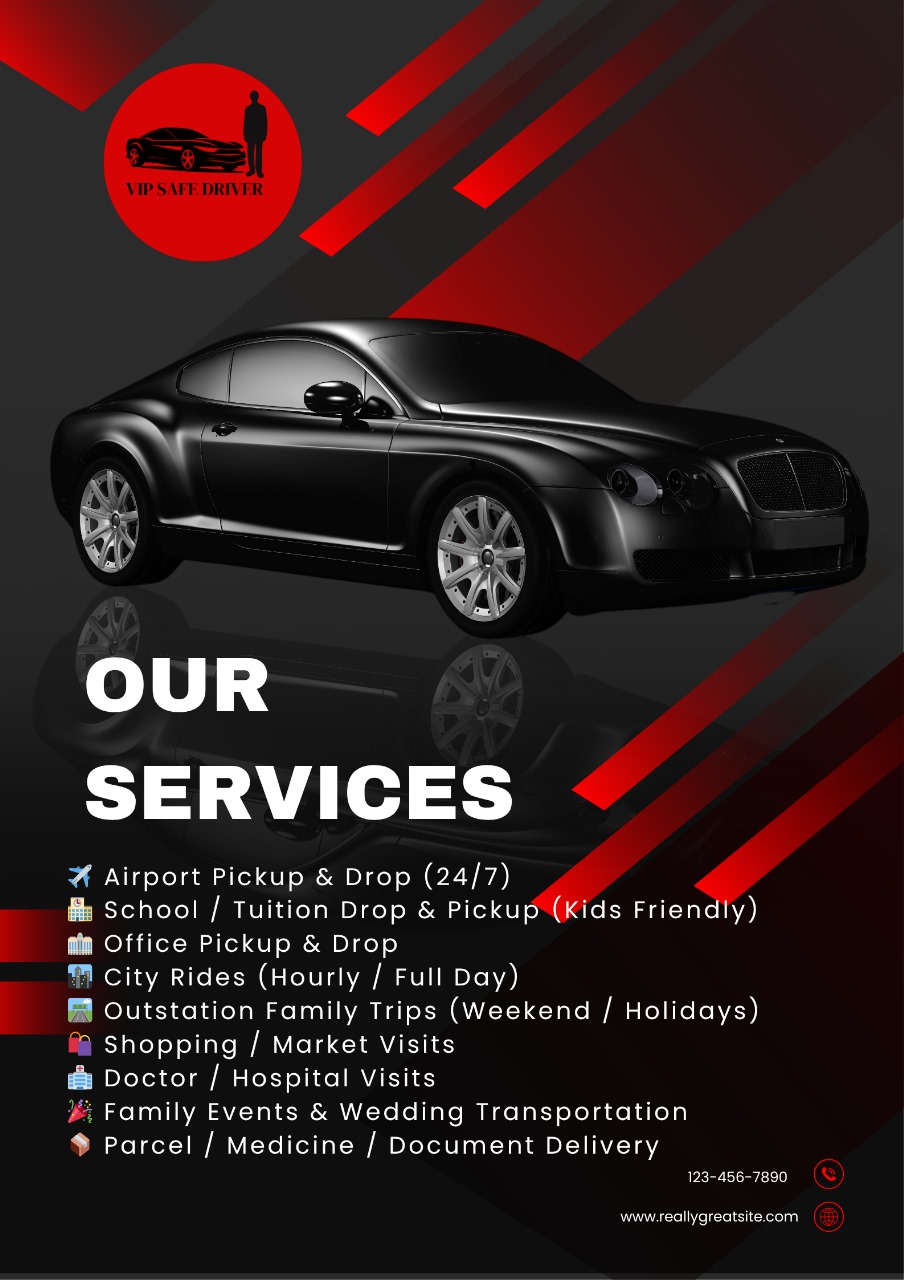 VIP SAFE DRIVER
OUR
SERVICES
Airport Pickup & Drop (24/7)
School / Tuition Drop & Pickup (Kids Friendly)
Office Pickup & Drop
City Rides (Hourly / Full Day)
Outstation Family Trips (Weekend / Holidays)
Shopping / Market Visits
Doctor / Hospital Visits
Family Events & Wedding Transportation
Parcel / Medicine / Document Delivery
123-456-7890
www.reallygreatsite.com